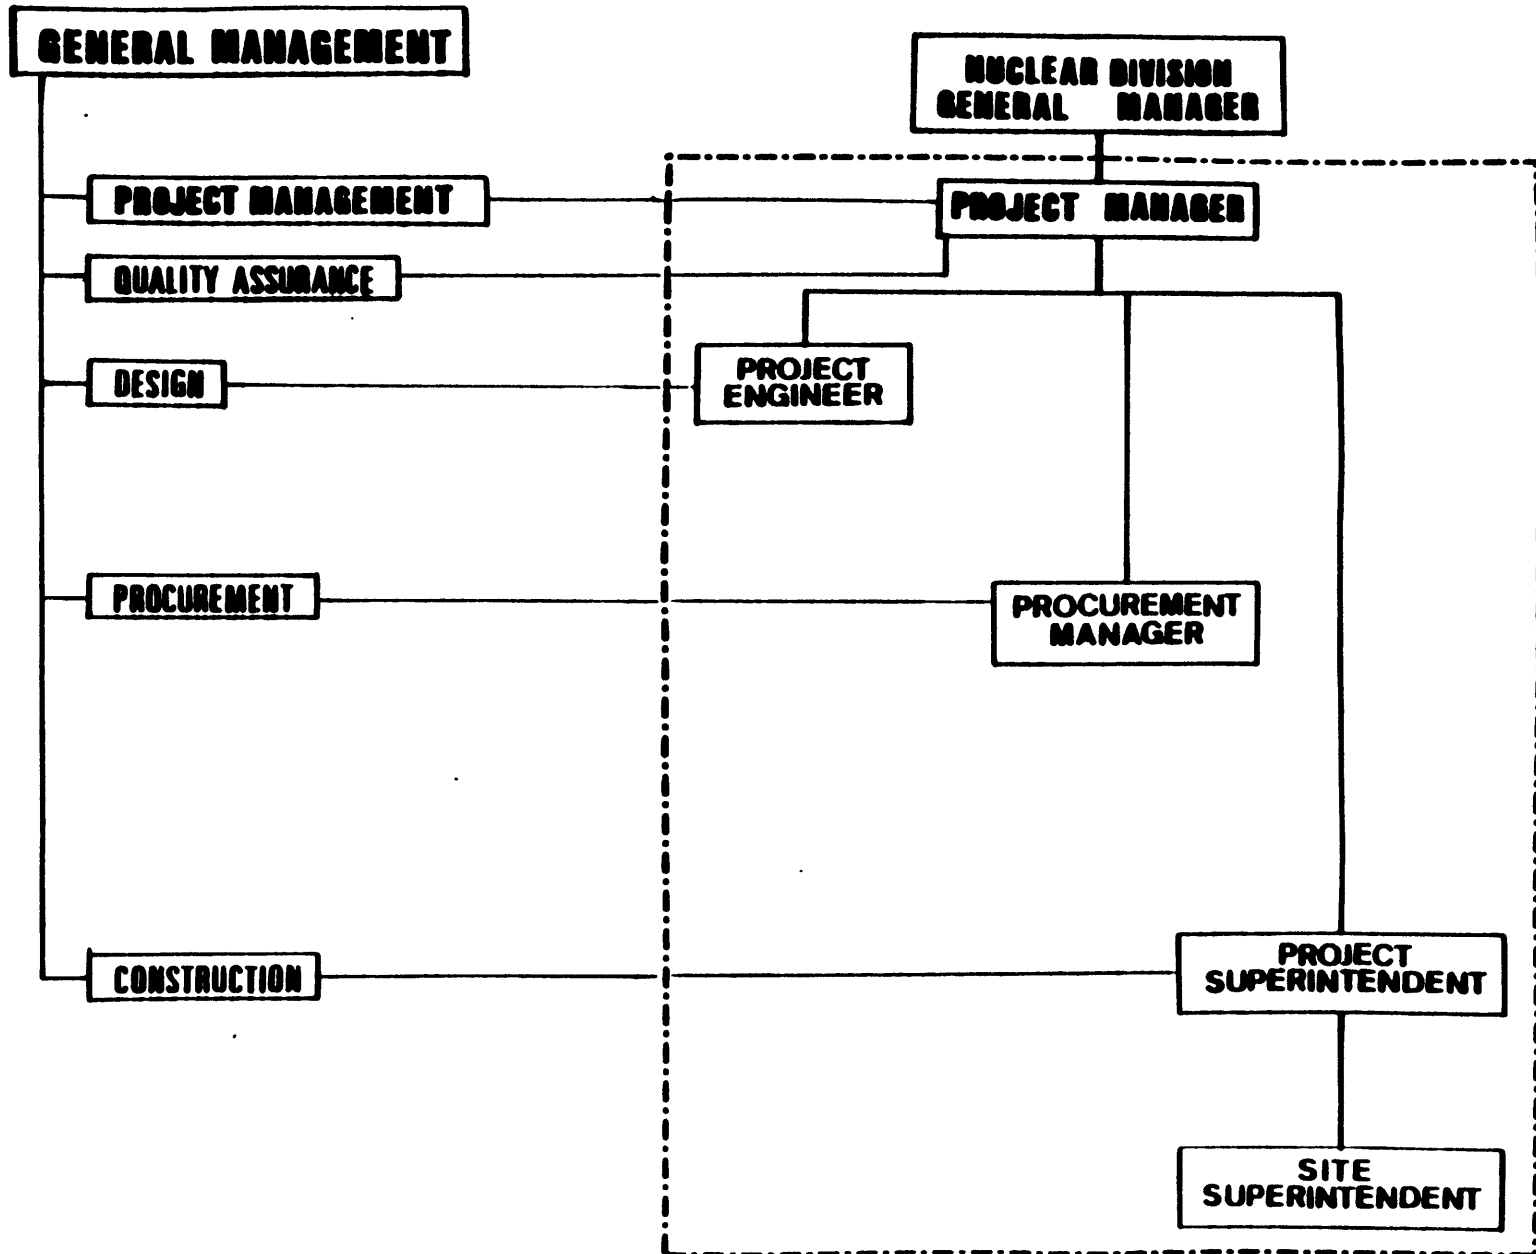 GENERAL MANAGEMENT
NUCLEAR DIVISION
GENERAL MANAGER
PROJECT MANAGEMENT
PROJECT MANAGER
QUALITY ASSURANCE
DESIGN
PROJECT
ENGINEER
PROCUREMENT
PROCUREMENT
MANAGER
CONSTRUCTION
PROJECT
SUPERINTENDENT
SITE
SUPERINTENDENT